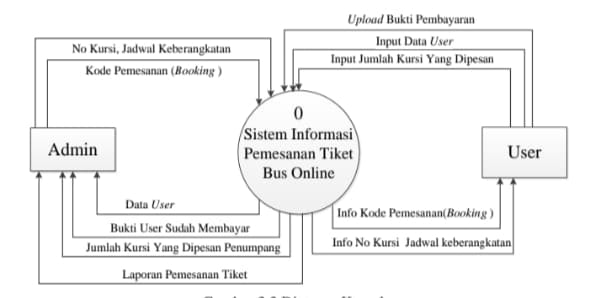 Upload Bukti Pembayaran
Input Data User
Input Jumlah Kursi Yang Dipesan
No Kursi, Jadwal Keberangkatan
Kode Pemesanan (Booking )
0
Sistem Informasi
Pemesanan Tiket
Bus Online
Admin
User
Data User
Bukti User Sudah Membayar
Jumlah Kursi Yang Dipesan Penumpang
Laporan Pemesanan Tiket
Info Kode Pemesanan(Booking )
Info No Kursi Jadwal keberangkatan